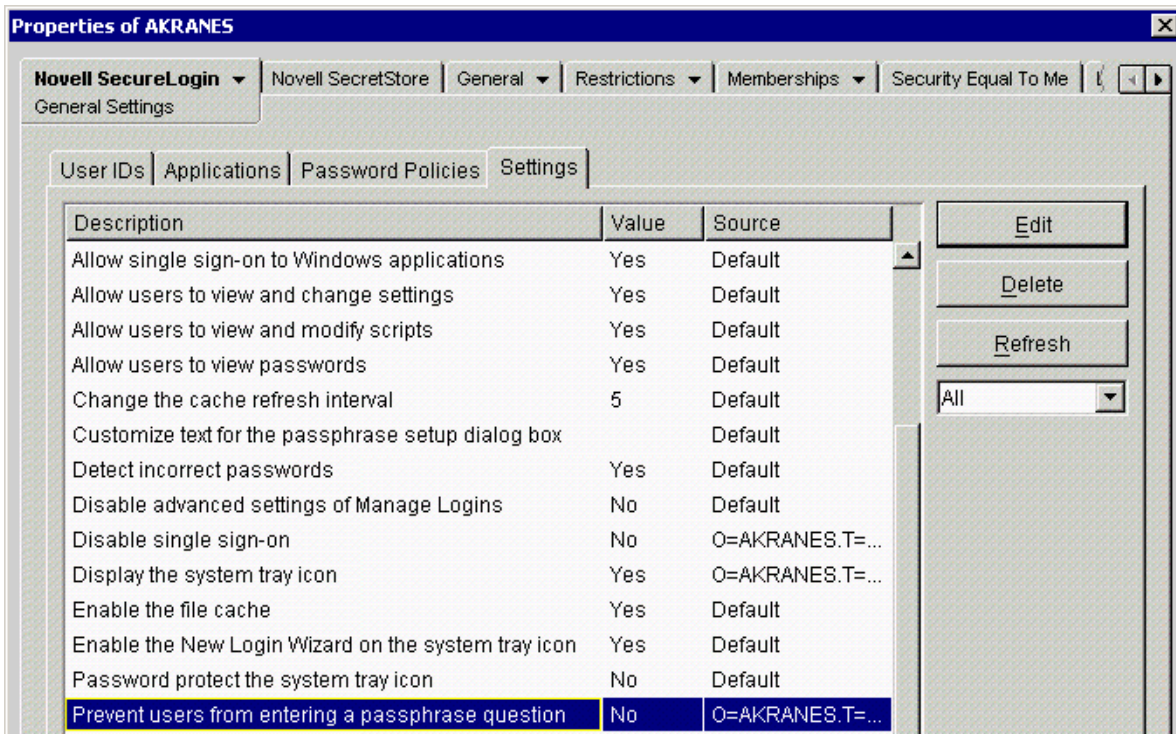 Properties of AKRANES
Novell SecureLogin Novell SecretStore General Restrictions Memberships Security Equal To Me
General Settings
User IDs Applications Password Policies Settings
Description Value Source
Edit
Allow single sign-on to Windows applications Yes Default
Allow users to view and change settings Yes Default
Delete
Allow users to view and modify scripts Yes Default
Refresh
Allow users to view passwords Yes Default
Change the cache refresh interval 5 Default
All
Customize text for the passphrase setup dialog box Default
Detect incorrect passwords Yes Default
Disable advanced settings of Manage Logins No Default
Disable single sign-on No O=AKRANES.T=...
Display the system tray icon Yes O=AKRANES.T=...
Enable the file cache Yes Default
Enable the New Login Wizard on the system tray icon Yes Default
Password protect the system tray icon No Default
Prevent users from entering a passphrase question No O=AKRANES.T=...